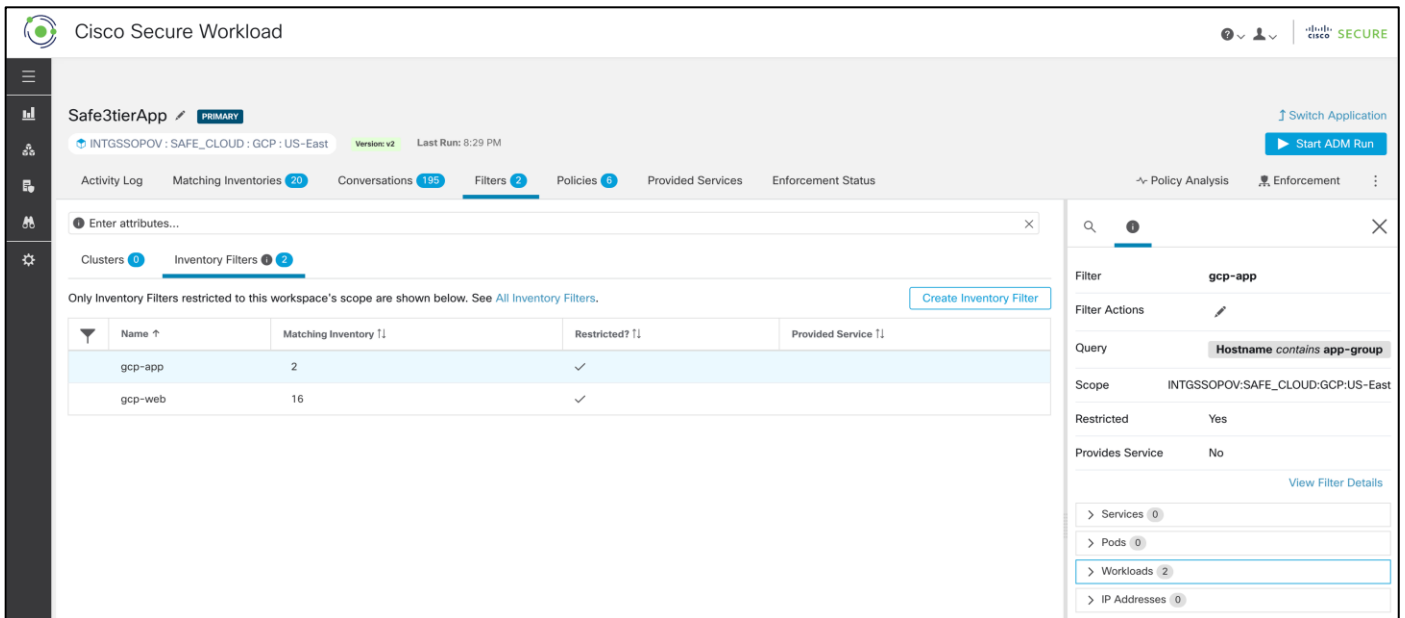 Cisco Secure Workload
cisco SECURE
Safe3tierApp PRIMARY
Switch Application
INTGSSOPOV : SAFE_CLOUD : GCP : US-East Version: v2 Last Run: 8:29 PM
Start ADM Run
Activity Log Matching Inventories 20 Conversations 195 Filters 2 Policies 6 Provided Services Enforcement Status Policy Analysis Enforcement
Enter attributes...
Clusters 0 Inventory Filters 2
Only Inventory Filters restricted to this workspace's scope are shown below. See All Inventory Filters.
Create Inventory Filter
Name ↑ Matching Inventory ↑↓ Restricted? ↑↓ Provided Service ↑↓
gcp-app 2 ✓
gcp-web 16 ✓
Filter gcp-app
Filter Actions
Query Hostname contains app-group
Scope INTGSSOPOV:SAFE_CLOUD:GCP:US-East
Restricted Yes
Provides Service No
View Filter Details
Services 0
Pods 0
Workloads 2
IP Addresses 0